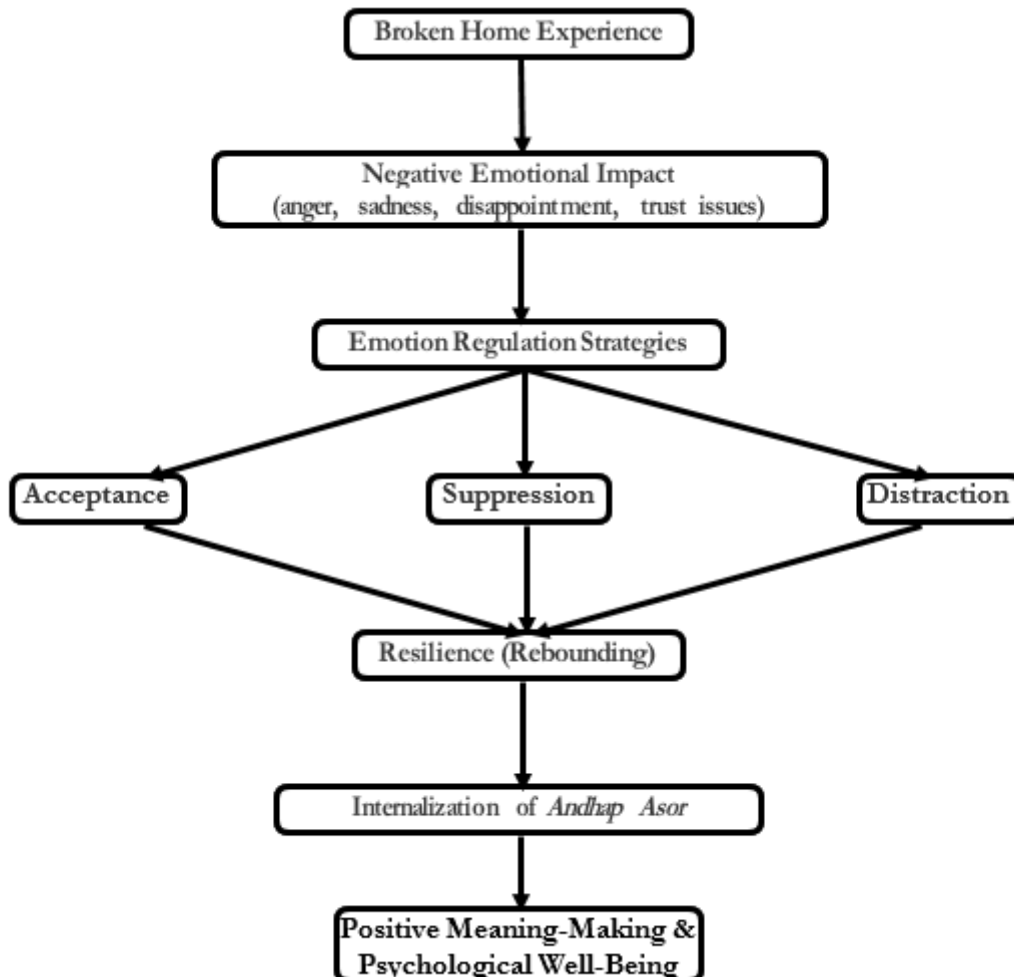 Broken Home Experience
Negative Emotional Impact
(anger, sadness, disappointment, trust issues)
Emotion Regulation Strategies
Acceptance
Suppression
Distraction
Resilience (Rebounding)
Internalization of Andhap Asor
Positive Meaning-Making &
Psychological Well-Being